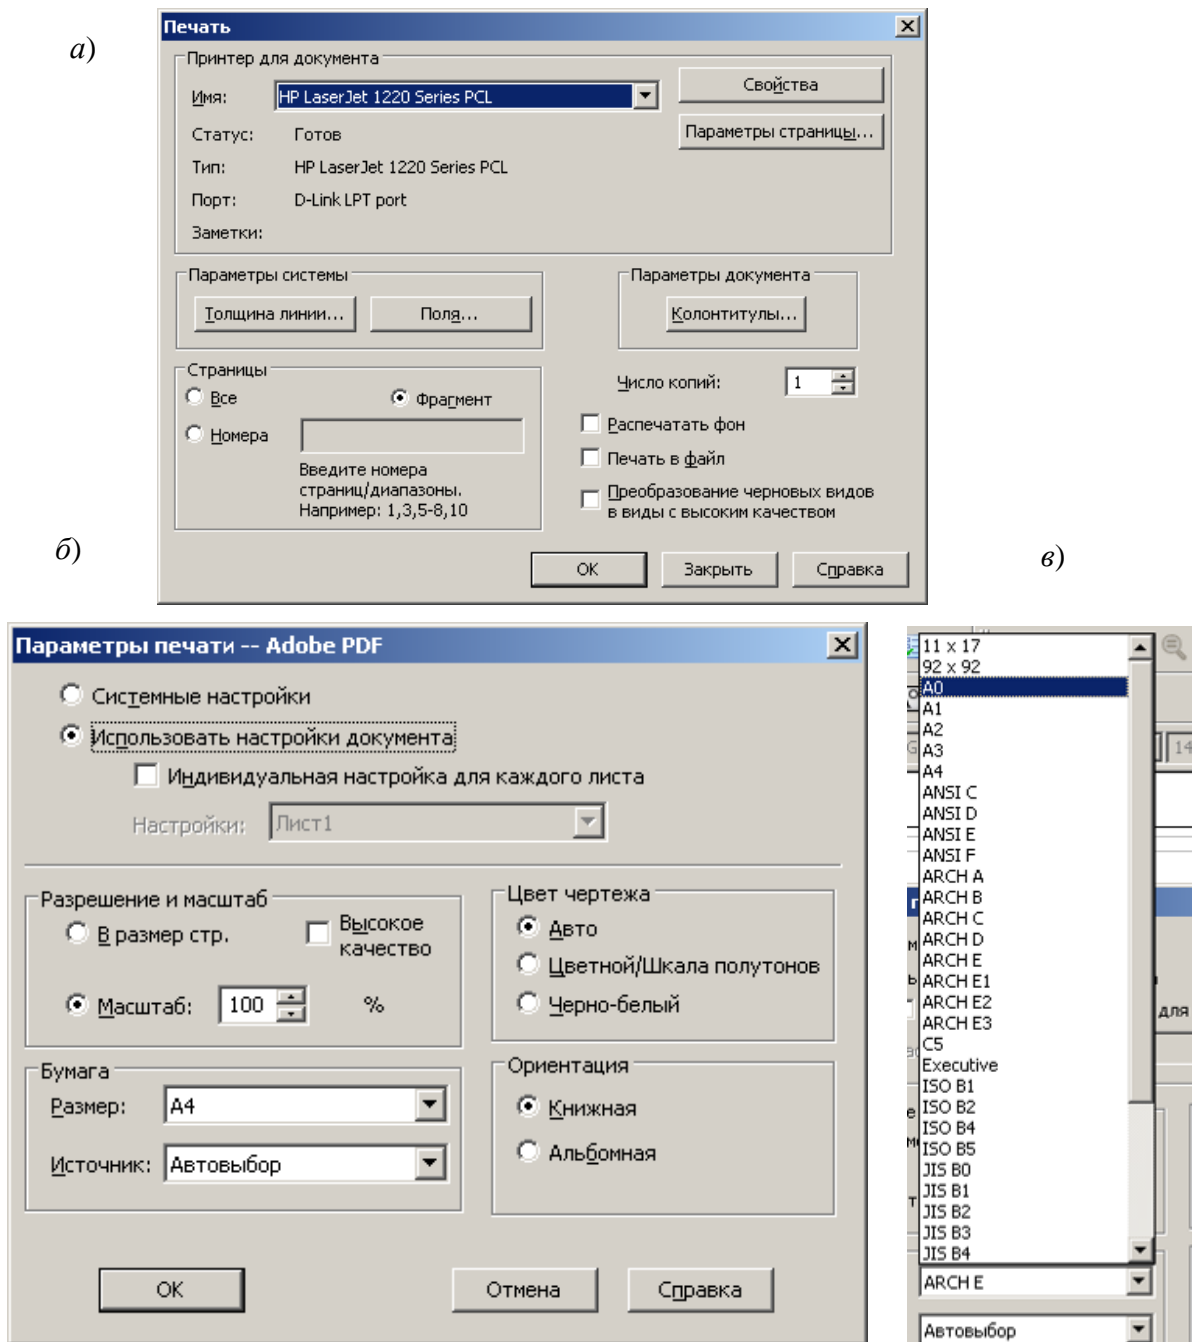 а)
Печать
Принтер для документа
Имя: HP LaserJet 1220 Series PCL
Свойства
Статус: Готов
Параметры страницы...
Тип: HP LaserJet 1220 Series PCL
Порт: D-Link LPT port
Заметки:
Параметры системы
Толщина линии... Поля...
Параметры документа
Колонтитулы...
Страницы
Все Фрагмент
Номера
Введите номера
страниц/диапазоны.
Например: 1,3,5-8,10
Число копий: 1
Распечатать фон
Печать в файл
Преобразование черновых видов
в виды с высоким качеством
OK Закрыть Справка
б)
Параметры печати -- Adobe PDF
Системные настройки
Использовать настройки документа
Индивидуальная настройка для каждого листа
Настройки: Лист1
Разрешение и масштаб
В размер стр. Высокое
качество
Масштаб: 100 %
Цвет чертежа
Авто
Цветной/Шкала полутонов
Черно-белый
Бумага
Размер: A4
Источник: Автовыбор
Ориентация
Книжная
Альбомная
OK Отмена Справка
в)
11 x 17
92 x 92
A0
A1
A2
A3
A4
ANSI C
ANSI D
ANSI E
ANSI F
ARCH A
ARCH B
ARCH C
ARCH D
ARCH E
ARCH E1
ARCH E2
ARCH E3
C5
Executive
ISO B1
ISO B2
ISO B4
ISO B5
JIS B0
JIS B1
JIS B2
JIS B3
JIS B4
ARCH E
Автовыбор
14
для